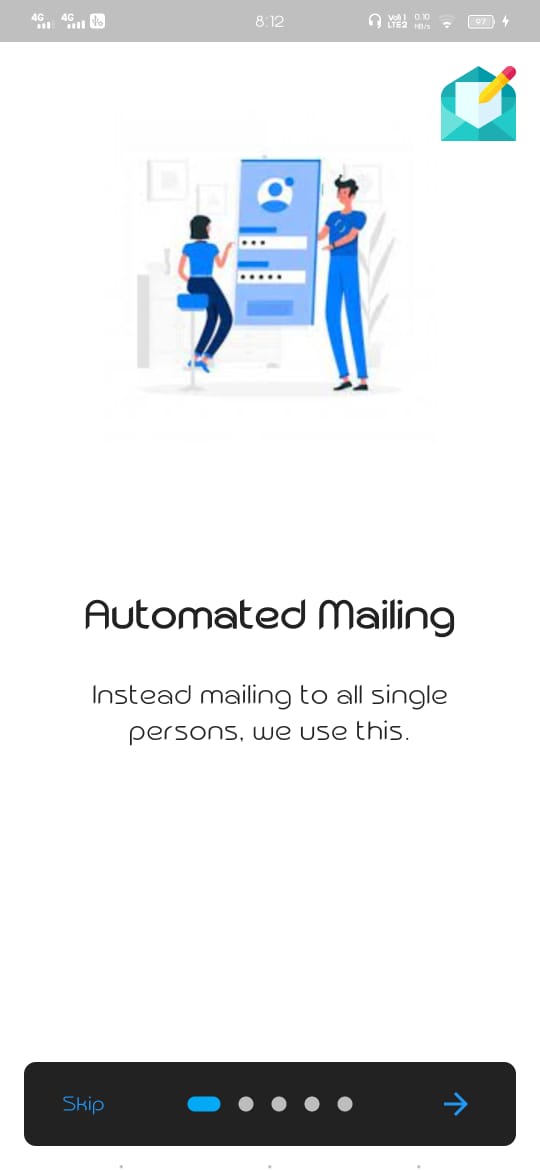 4G 4G 8:12 Vo) 1 LTE2 0.10 KB/s 97
Automated Mailing
Instead mailing to all single
persons, we use this.
Skip